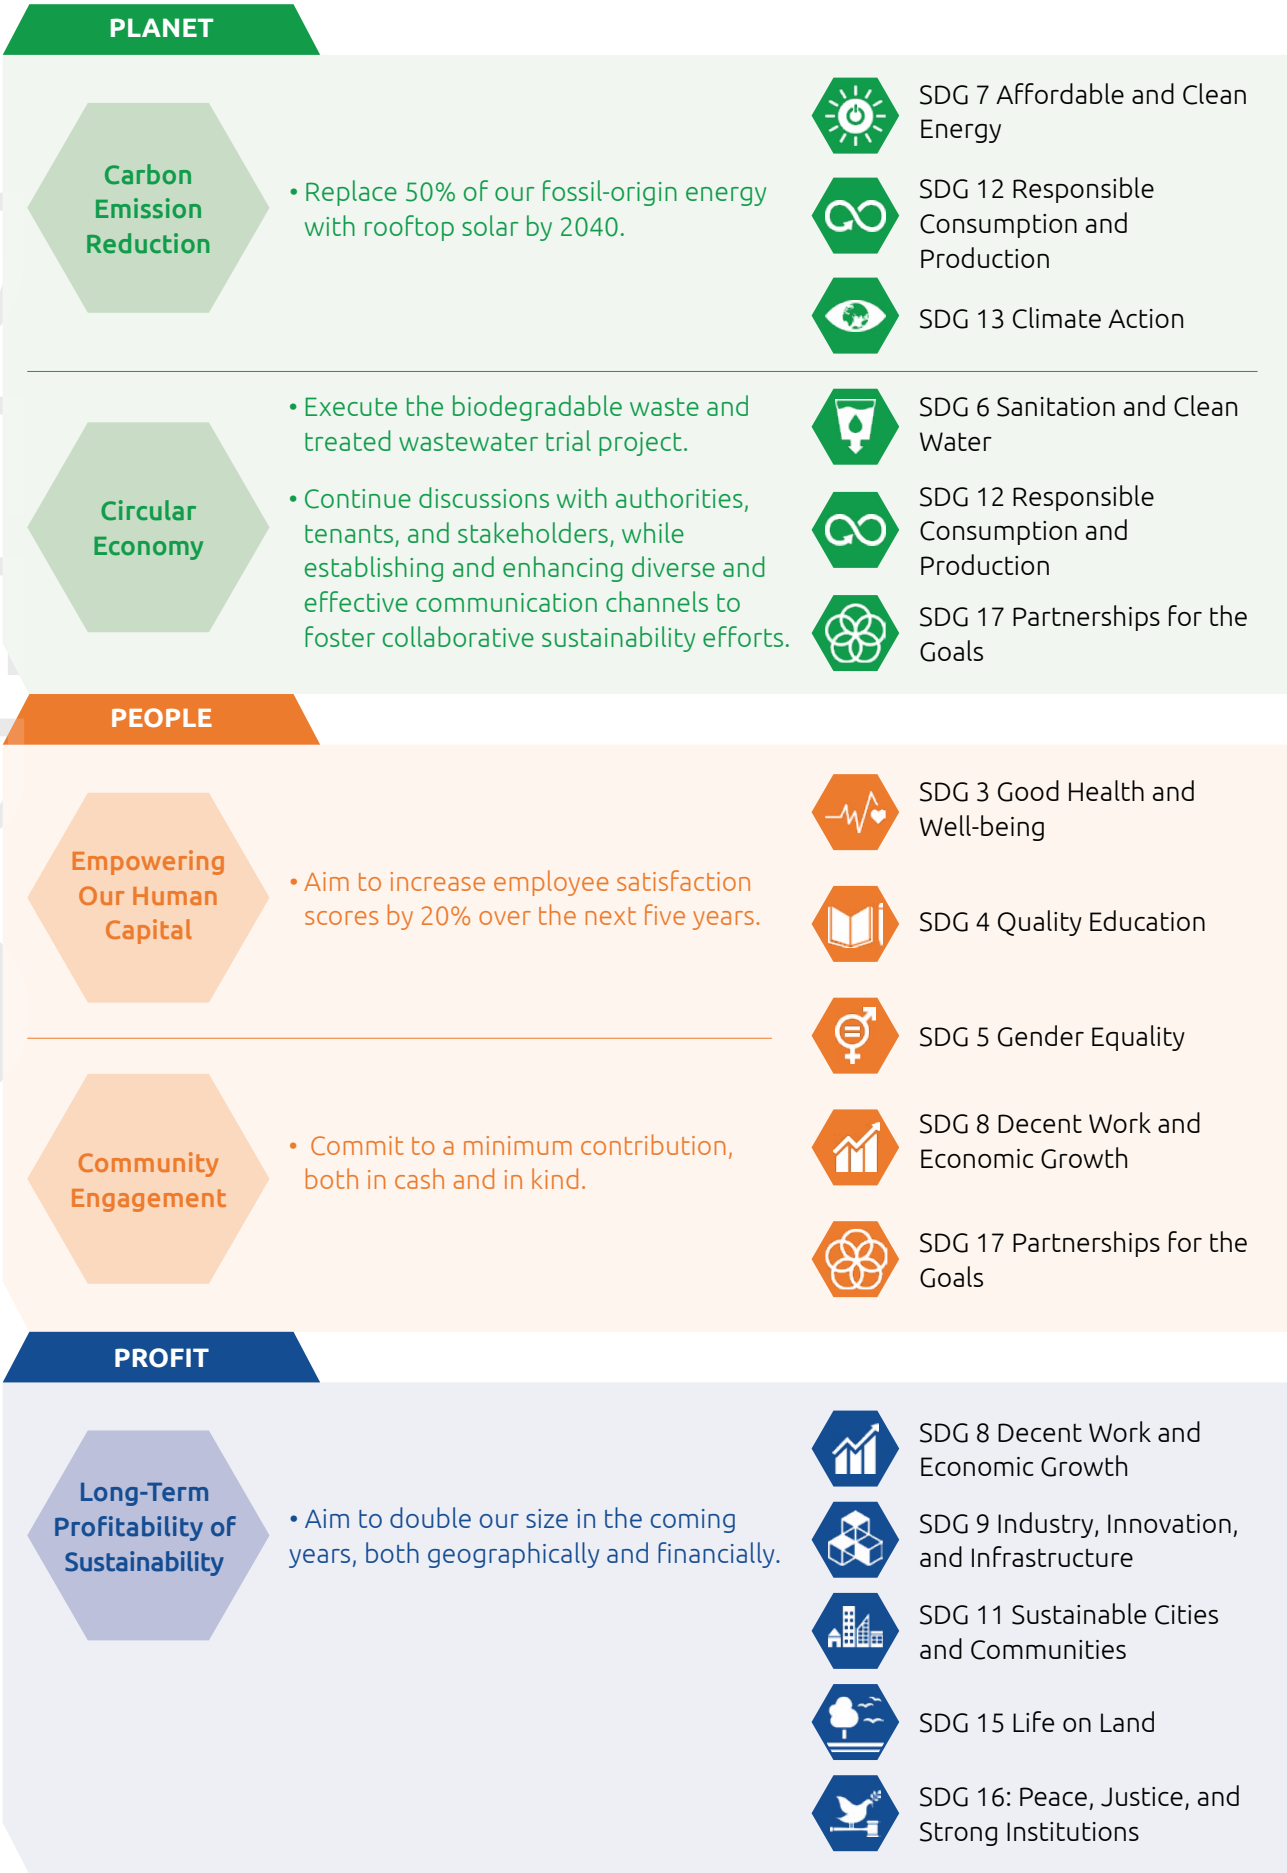 PLANET
Carbon
Emission
Reduction
• Replace 50% of our fossil-origin energy
with rooftop solar by 2040.
SDG 7 Affordable and Clean
Energy
SDG 12 Responsible
Consumption and
Production
SDG 13 Climate Action
Circular
Economy
• Execute the biodegradable waste and
treated wastewater trial project.
• Continue discussions with authorities,
tenants, and stakeholders, while
establishing and enhancing diverse and
effective communication channels to
foster collaborative sustainability efforts.
SDG 6 Sanitation and Clean
Water
SDG 12 Responsible
Consumption and
Production
SDG 17 Partnerships for the
Goals
PEOPLE
Empowering
Our Human
Capital
• Aim to increase employee satisfaction
scores by 20% over the next five years.
Community
Engagement
• Commit to a minimum contribution,
both in cash and in kind.
SDG 3 Good Health and
Well-being
SDG 4 Quality Education
SDG 5 Gender Equality
SDG 8 Decent Work and
Economic Growth
SDG 17 Partnerships for the
Goals
PROFIT
Long-Term
Profitability of
Sustainability
• Aim to double our size in the coming
years, both geographically and financially.
SDG 8 Decent Work and
Economic Growth
SDG 9 Industry, Innovation,
and Infrastructure
SDG 11 Sustainable Cities
and Communities
SDG 15 Life on Land
SDG 16: Peace, Justice, and
Strong Institutions